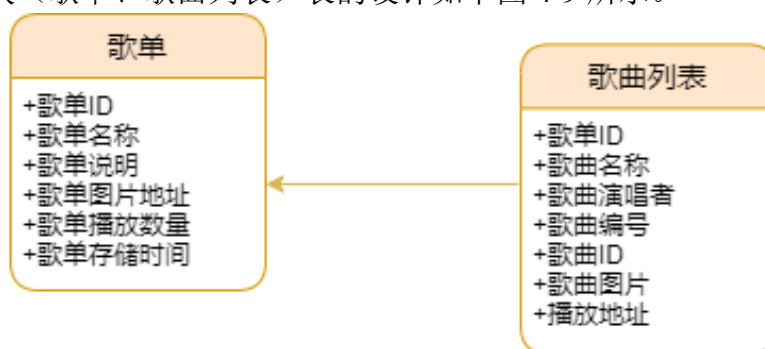 歌单
+歌单ID
+歌单名称
+歌单说明
+歌单图片地址
+歌单播放数量
+歌单存储时间
歌曲列表
+歌单ID
+歌曲名称
+歌曲演唱者
+歌曲编号
+歌曲ID
+歌曲图片
+播放地址